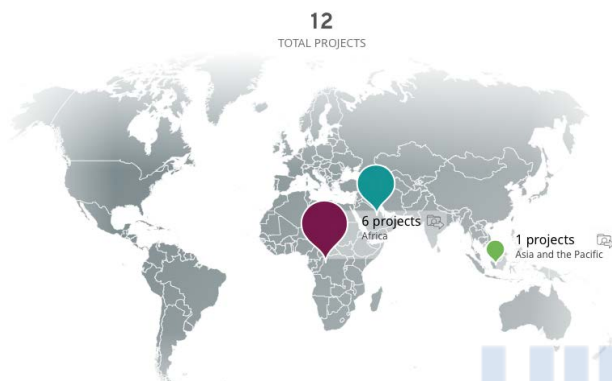 12
TOTAL PROJECTS
6 projects
Africa
1 projects
Asia and the Pacific